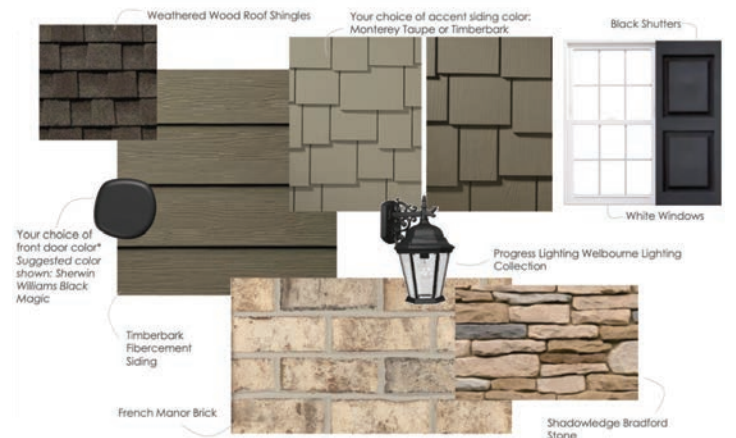 Weathered Wood Roof Shingles
Your choice of accent siding color:
Monterey Taupe or Timberbark
Black Shutters
White Windows
Your choice of
front door color*
Suggested color
shown: Sherwin
Williams Black
Magic
Progress Lighting Welbourne Lighting
Collection
Timberbark
Fibercement
Siding
French Manor Brick
Shadowledge Bradford
Stone